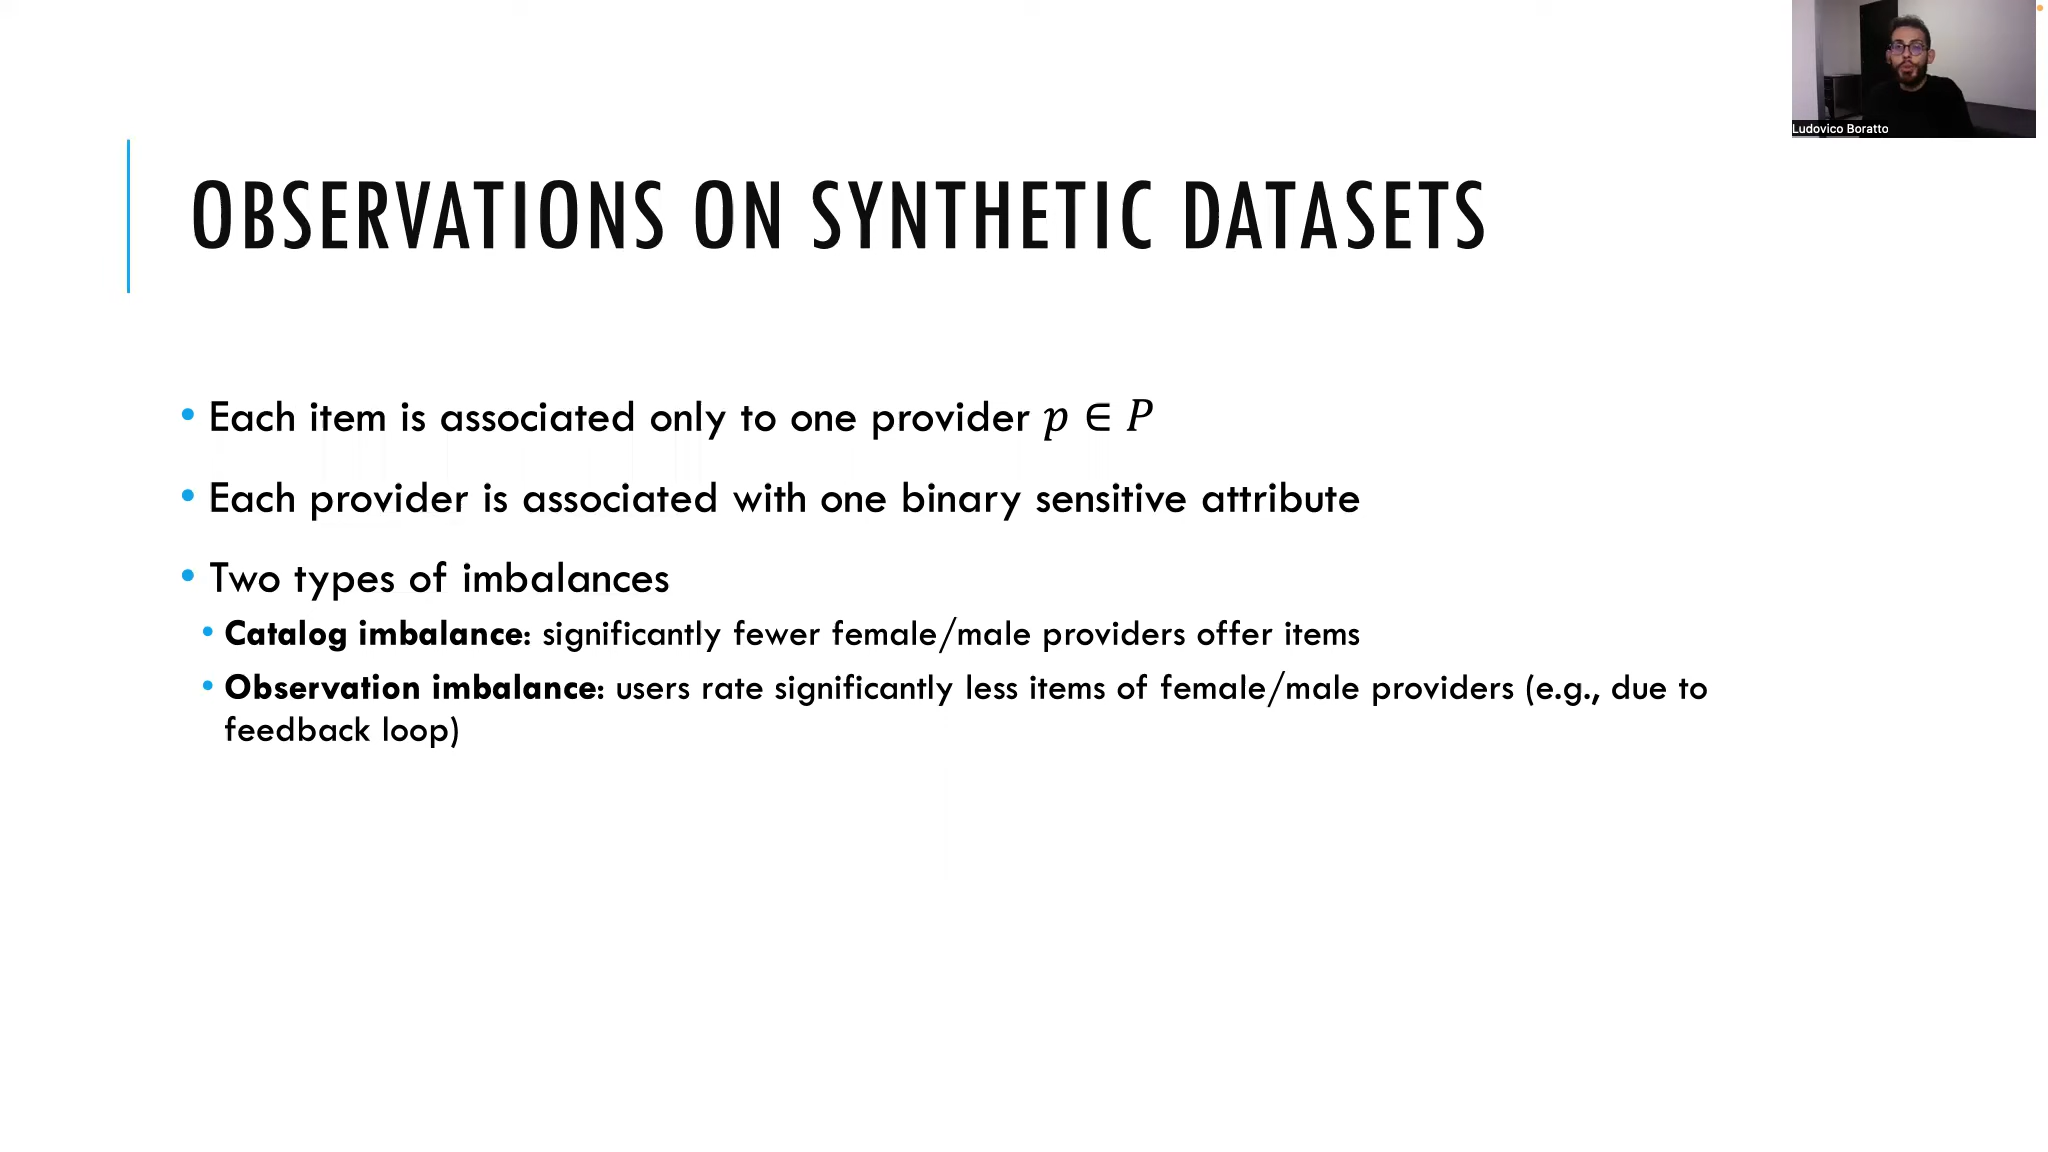 Ludovico Boratto
OBSERVATIONS ON SYNTHETIC DATASETS
• Each item is associated only to one provider p ∈ P
• Each provider is associated with one binary sensitive attribute
• Two types of imbalances
• Catalog imbalance: significantly fewer female/male providers offer items
• Observation imbalance: users rate significantly less items of female/male providers (e.g., due to
feedback loop)